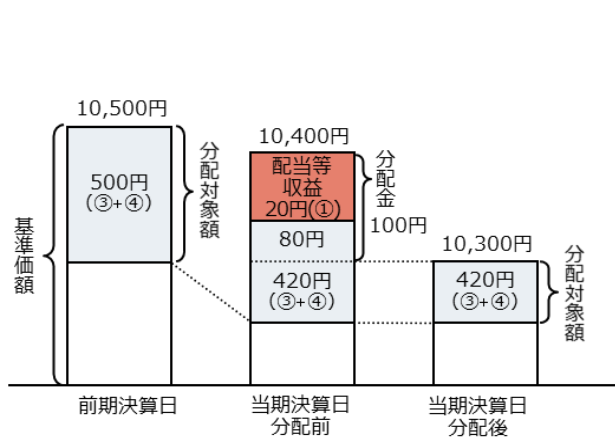 10,500円
500円
(③+④)
分配対象額
基準価額
前期決算日
10,400円
配当等
収益
20円(①)
80円
420円
(③+④)
分配金
100円
当期決算日
分配前
10,300円
420円
(③+④)
分配対象額
当期決算日
分配後